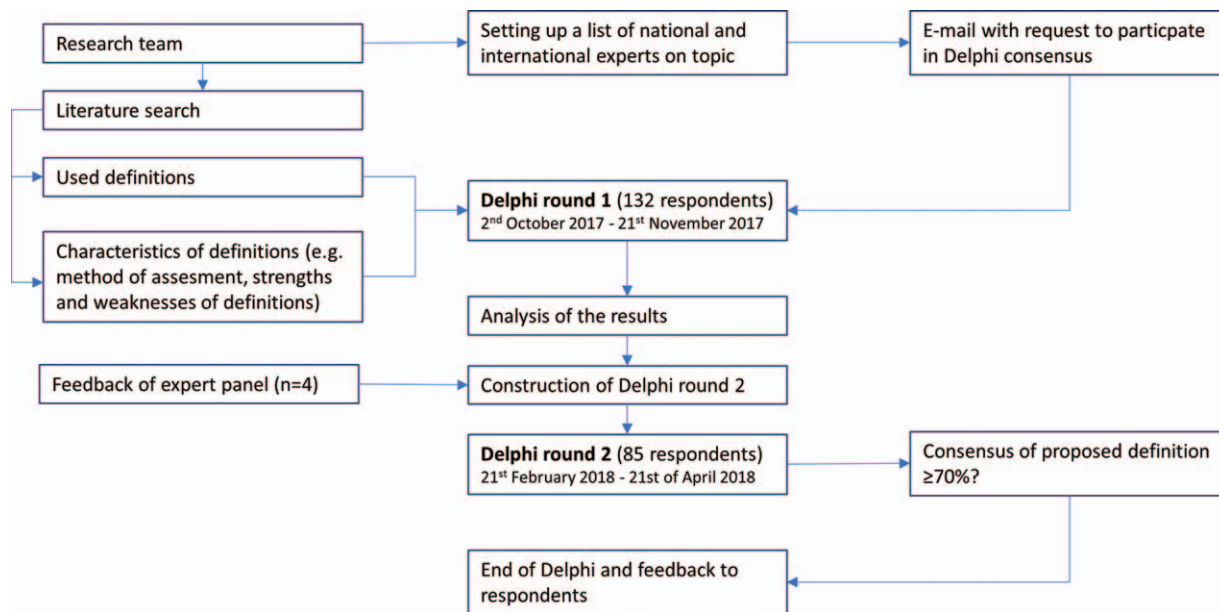 Research team
Setting up a list of national and
international experts on topic
E-mail with request to particpate
in Delphi consensus
Literature search
Used definitions
Characteristics of definitions (e.g.
method of assesment, strengths
and weaknesses of definitions)
Delphi round 1 (132 respondents)
2nd October 2017 - 21st November 2017
Analysis of the results
Feedback of expert panel (n=4)
Construction of Delphi round 2
Delphi round 2 (85 respondents)
21st February 2018 - 21st of April 2018
Consensus of proposed definition
≥70%?
End of Delphi and feedback to
respondents